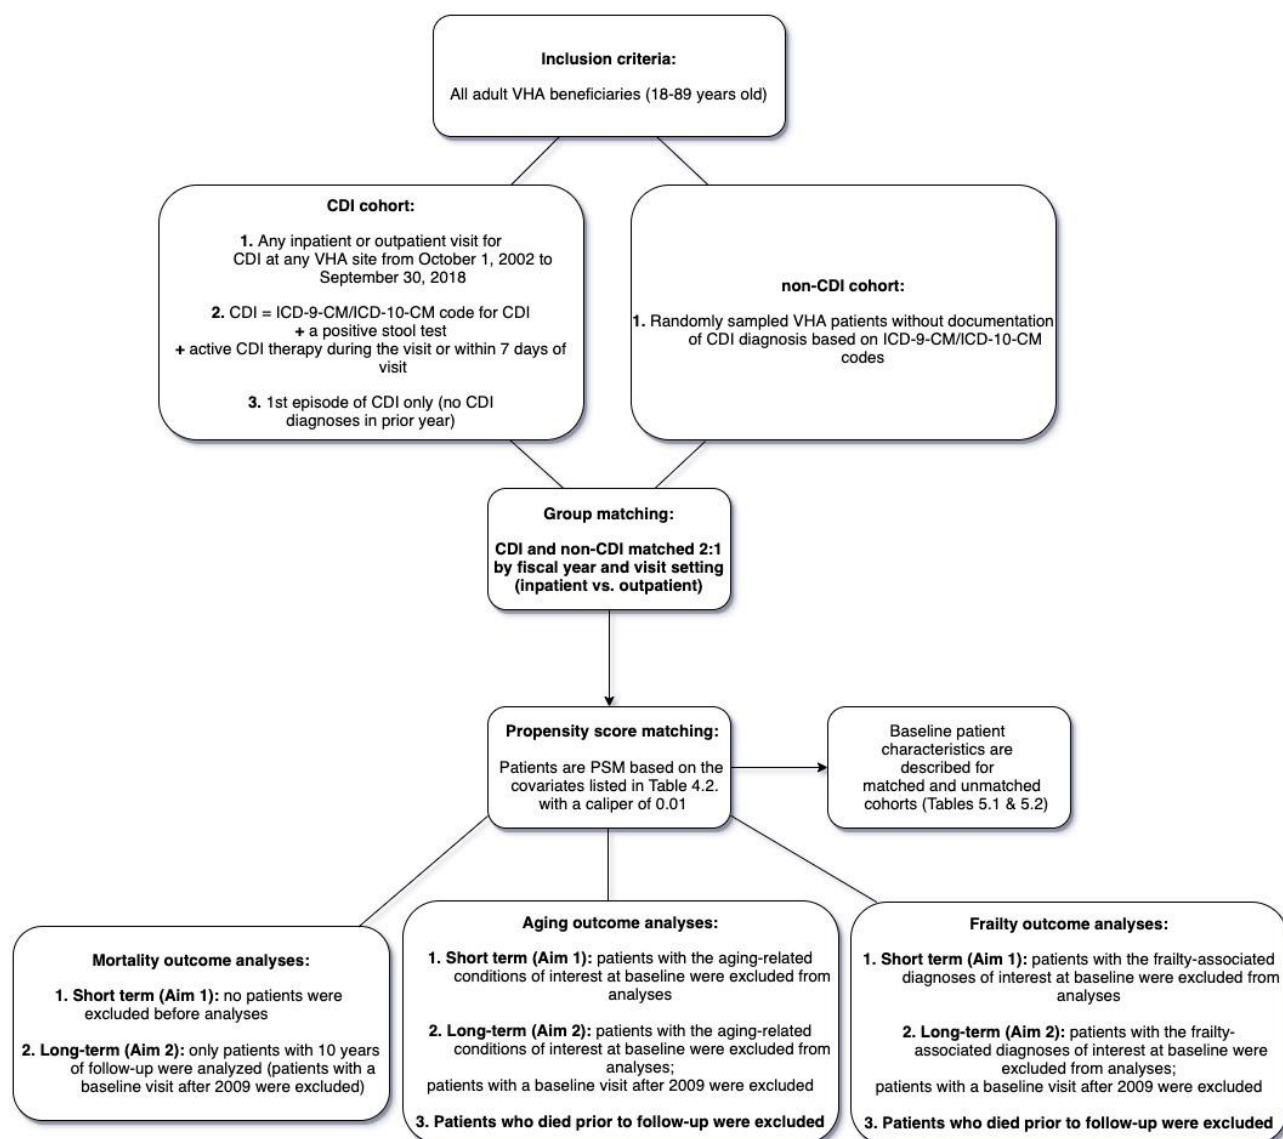 Inclusion criteria:
All adult VHA beneficiaries (18-89 years old)
CDI cohort:
1. Any inpatient or outpatient visit for
CDI at any VHA site from October 1, 2002 to
September 30, 2018
2. CDI = ICD-9-CM/ICD-10-CM code for CDI
+ a positive stool test
+ active CDI therapy during the visit or within 7 days of
visit
3. 1st episode of CDI only (no CDI
diagnoses in prior year)
non-CDI cohort:
1. Randomly sampled VHA patients without documentation
of CDI diagnosis based on ICD-9-CM/ICD-10-CM
codes
Group matching:
CDI and non-CDI matched 2:1
by fiscal year and visit setting
(inpatient vs. outpatient)
Propensity score matching:
Patients are PSM based on the
covariates listed in Table 4.2.
with a caliper of 0.01
Baseline patient
characteristics are
described for
matched and unmatched
cohorts (Tables 5.1 & 5.2)
Mortality outcome analyses:
1. Short term (Aim 1): no patients were
excluded before analyses
2. Long-term (Aim 2): only patients with 10 years
of follow-up were analyzed (patients with a
baseline visit after 2009 were excluded)
Aging outcome analyses:
1. Short term (Aim 1): patients with the aging-related
conditions of interest at baseline were excluded from
analyses
2. Long-term (Aim 2): patients with the aging-related
conditions of interest at baseline were excluded from
analyses;
patients with a baseline visit after 2009 were excluded
3. Patients who died prior to follow-up were excluded
Frailty outcome analyses:
1. Short term (Aim 1): patients with the frailty-associated
diagnoses of interest at baseline were excluded from
analyses
2. Long-term (Aim 2): patients with the frailty-
associated diagnoses of interest at baseline were
excluded from analyses;
patients with a baseline visit after 2009 were excluded
3. Patients who died prior to follow-up were excluded